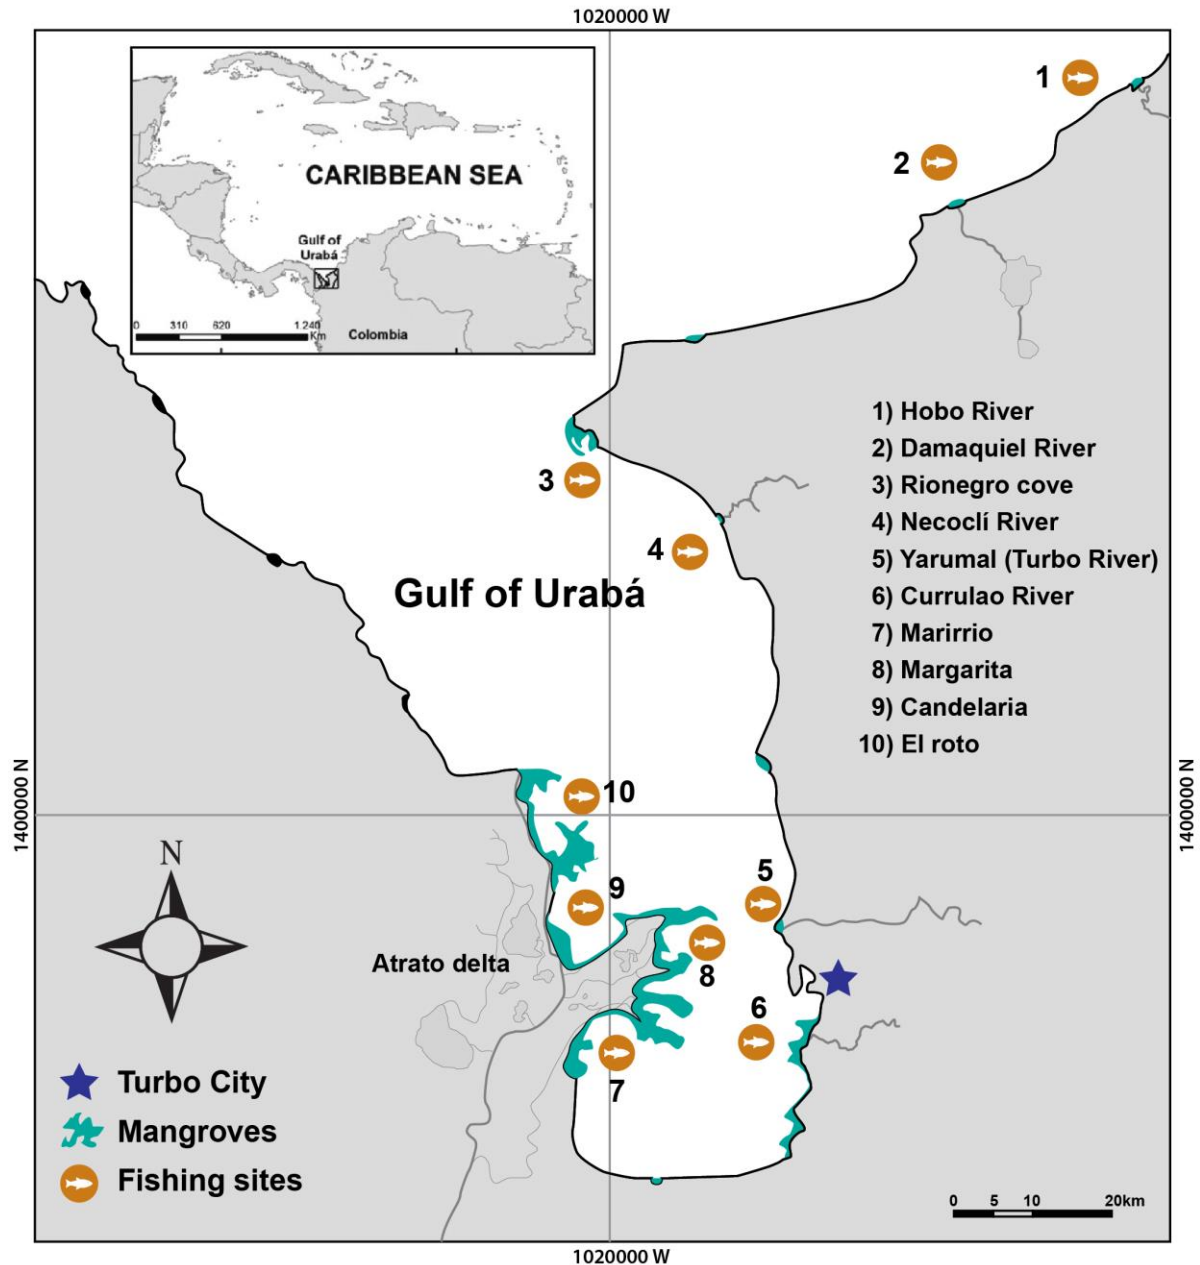 1020000 W
CARIBBEAN SEA
Gulf of
Urabá
0 310 620 1.240
Km
Colombia
1
2
3
4
Gulf of Urabá
1) Hobo River
2) Damaquiel River
3) Rionegro cove
4) Necoclí River
5) Yarumal (Turbo River)
6) Currulao River
7) Marirrio
8) Margarita
9) Candelaria
10) El roto
1400000 N
1400000 N
10
N
9
5
Atrato delta
8
6
7
Turbo City
Mangroves
Fishing sites
0 5 10 20km
1020000 W